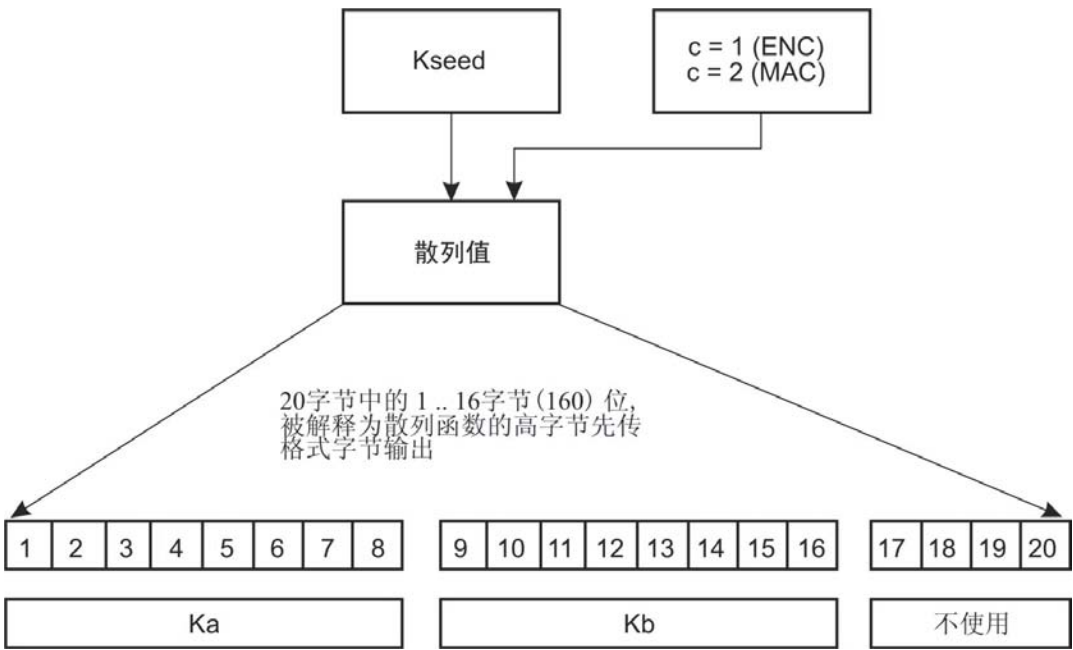 Kseed
c = 1 (ENC)
c = 2 (MAC)
散列值
20字节中的 1 .. 16字节(160) 位,
被解释为散列函数的高字节先传
格式字节输出
1 2 3 4 5 6 7 8 9 10 11 12 13 14 15 16 17 18 19 20
Ka Kb 不使用